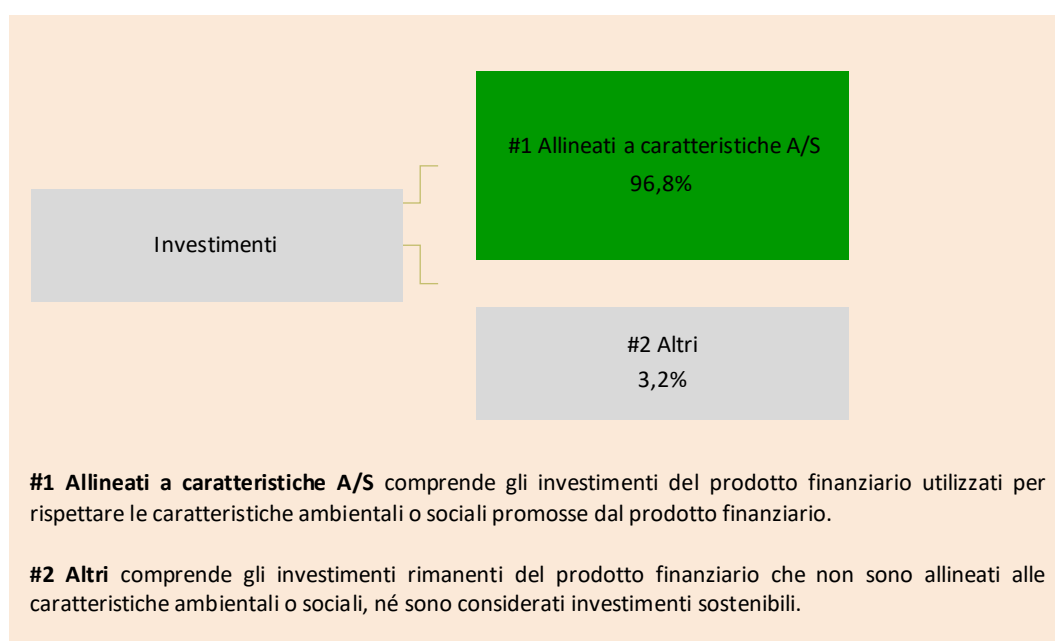 #1 Allineati a caratteristiche A/S
96,8%
Investimenti
#2 Altri
3,2%
#1 Allineati a caratteristiche A/S comprende gli investimenti del prodotto finanziario utilizzati per
rispettare le caratteristiche ambientali o sociali promosse dal prodotto finanziario.
#2 Altri comprende gli investimenti rimanenti del prodotto finanziario che non sono allineati alle
caratteristiche ambientali o sociali, né sono considerati investimenti sostenibili.